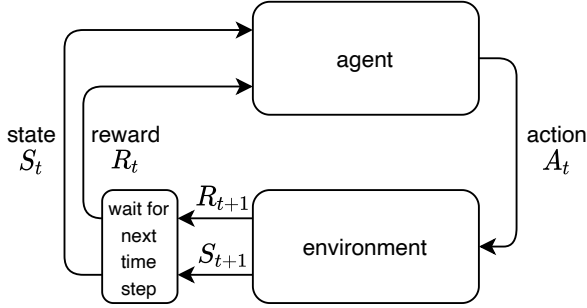 agent
state
S_t
reward
R_t
action
A_t
wait for
next
time
step
R_{t+1}
S_{t+1}
environment